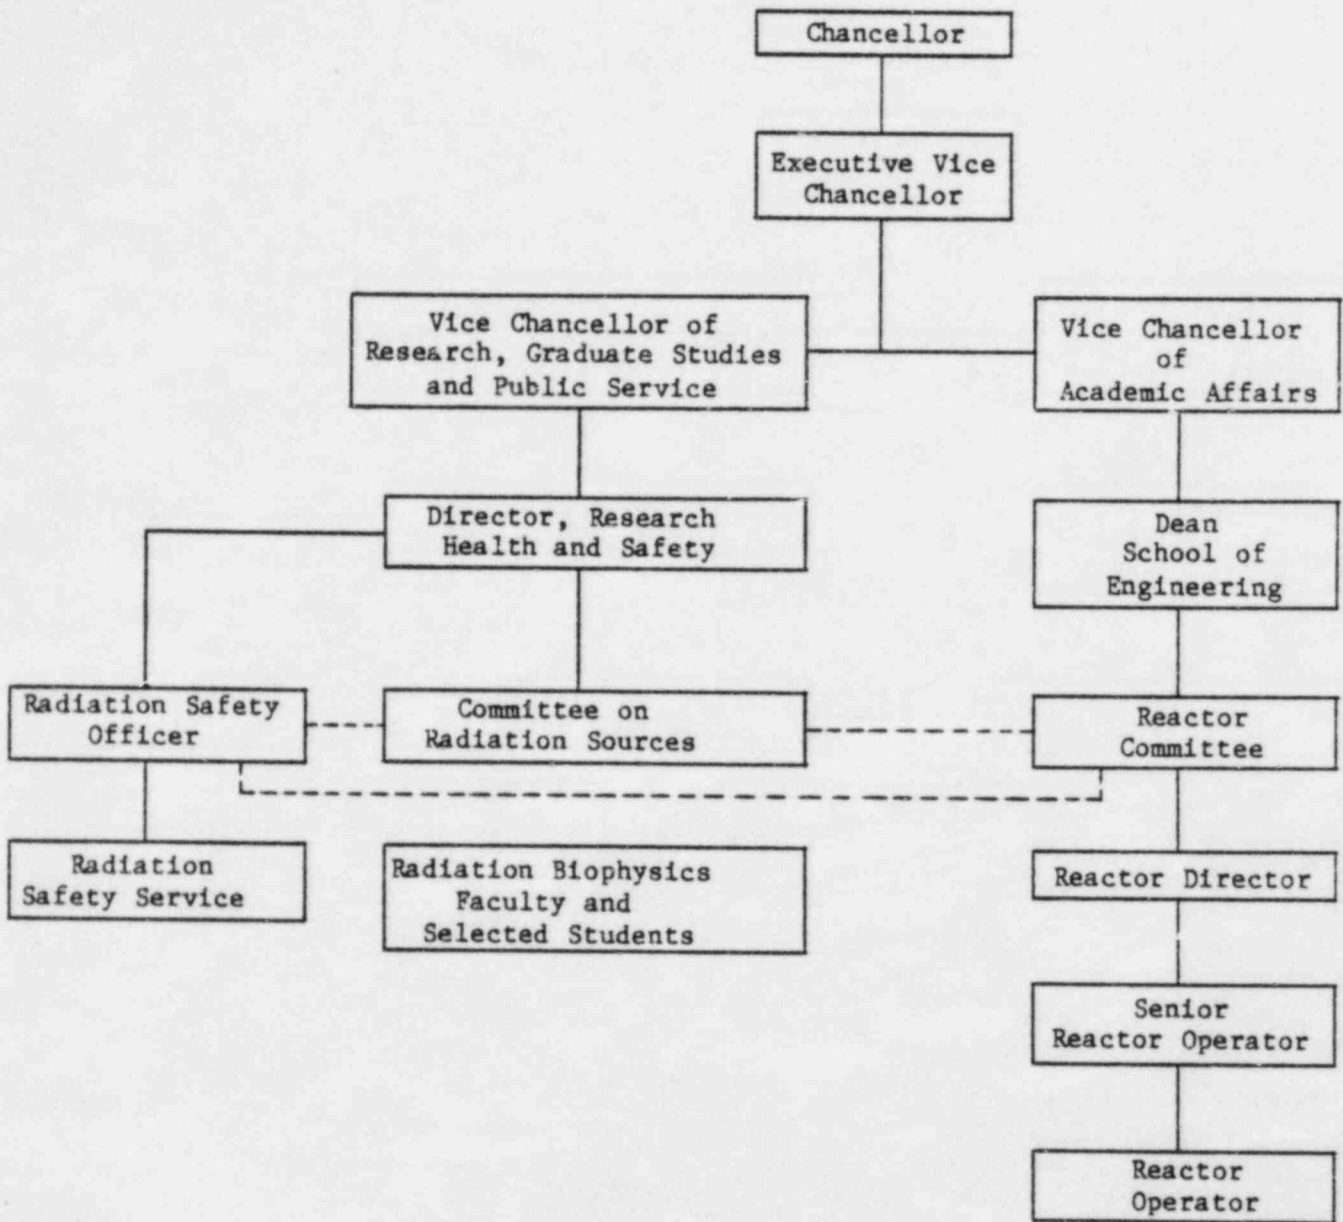 Chancellor
Executive Vice
Chancellor
Vice Chancellor of
Research, Graduate Studies
and Public Service
Vice Chancellor
of
Academic Affairs
Director, Research
Health and Safety
Dean
School of
Engineering
Radiation Safety
Officer
Committee on
Radiation Sources
Reactor
Committee
Radiation
Safety Service
Radiation Biophysics
Faculty and
Selected Students
Reactor Director
Senior
Reactor Operator
Reactor
Operator